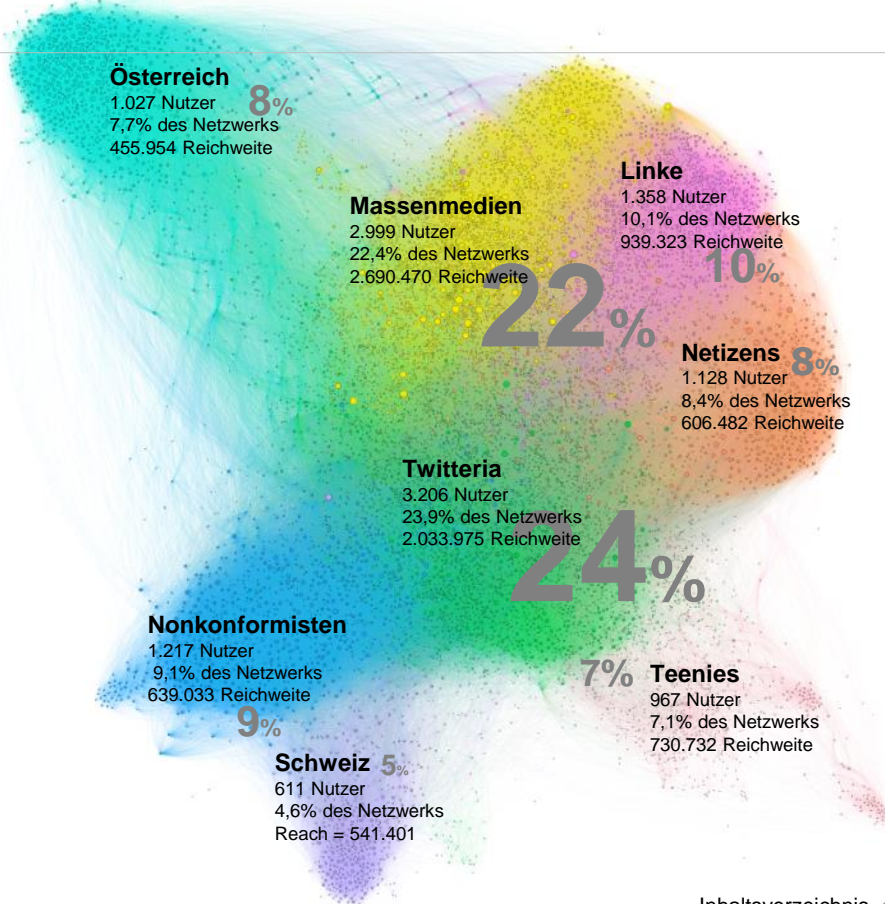 Österreich
1.027 Nutzer
8%
7,7% des Netzwerks
455.954 Reichweite
Massenmedien
2.999 Nutzer
22,4% des Netzwerks
2.690.470 Reichweite
22%
Linke
1.358 Nutzer
10,1% des Netzwerks
939.323 Reichweite
10%
Netizens
8%
1.128 Nutzer
8,4% des Netzwerks
606.482 Reichweite
Twitteria
3.206 Nutzer
23,9% des Netzwerks
2.033.975 Reichweite
24%
Nonkonformisten
1.217 Nutzer
9,1% des Netzwerks
639.033 Reichweite
9%
7%
Teenies
967 Nutzer
7,1% des Netzwerks
730.732 Reichweite
Schweiz
5%
611 Nutzer
4,6% des Netzwerks
Reach = 541.401
Inhaltsverzeichnis